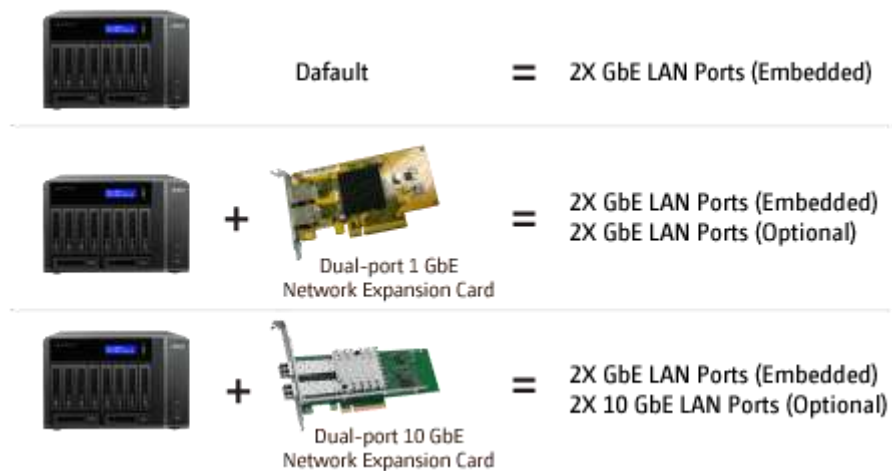 Dafault = 2X GbE LAN Ports (Embedded)
+ = 2X GbE LAN Ports (Embedded)
2X GbE LAN Ports (Optional)
Dual-port 1 GbE
Network Expansion Card
+ = 2X GbE LAN Ports (Embedded)
2X 10 GbE LAN Ports (Optional)
Dual-port 10 GbE
Network Expansion Card